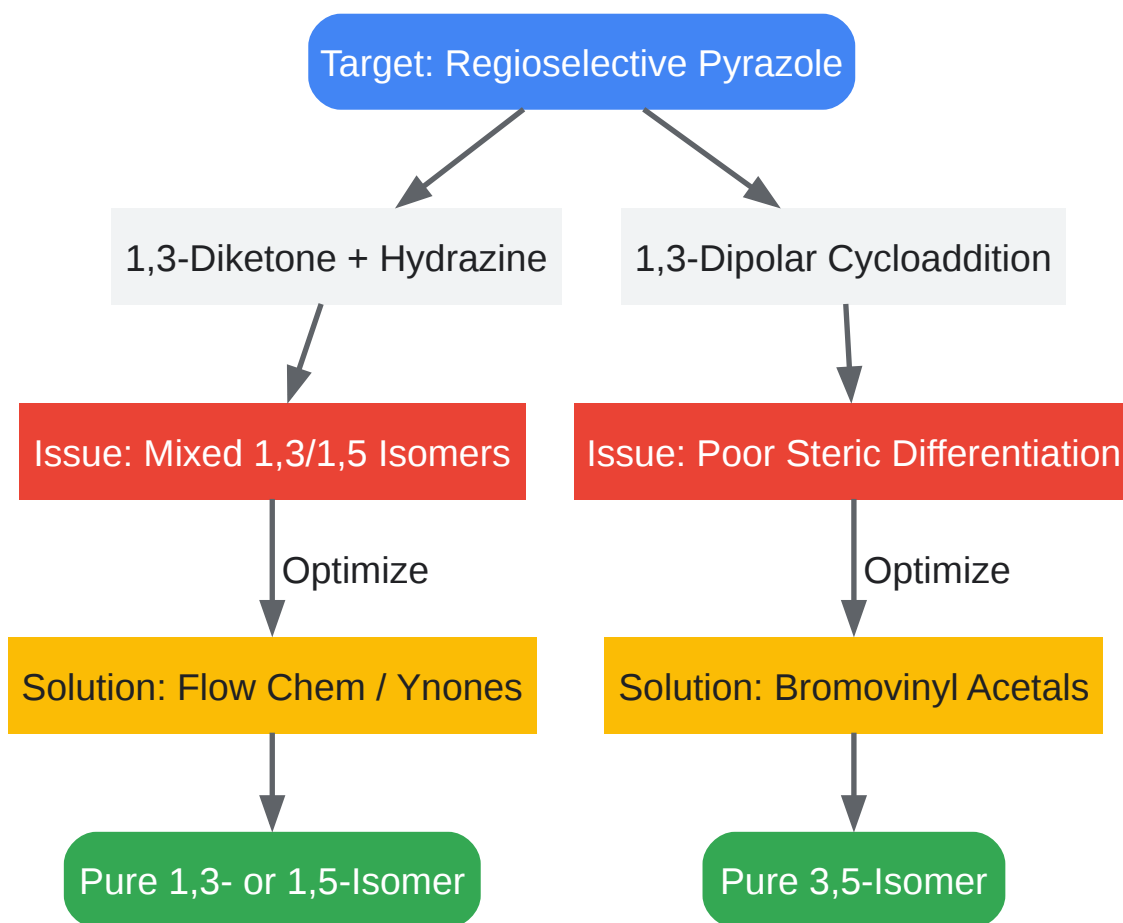 Target: Regioselective Pyrazole
1,3-Diketone + Hydrazine
1,3-Dipolar Cycloaddition
Issue: Mixed 1,3/1,5 Isomers
Issue: Poor Steric Differentiation
Optimize
Optimize
Solution: Flow Chem / Ynones
Solution: Bromovinyl Acetals
Pure 1,3- or 1,5-Isomer
Pure 3,5-Isomer